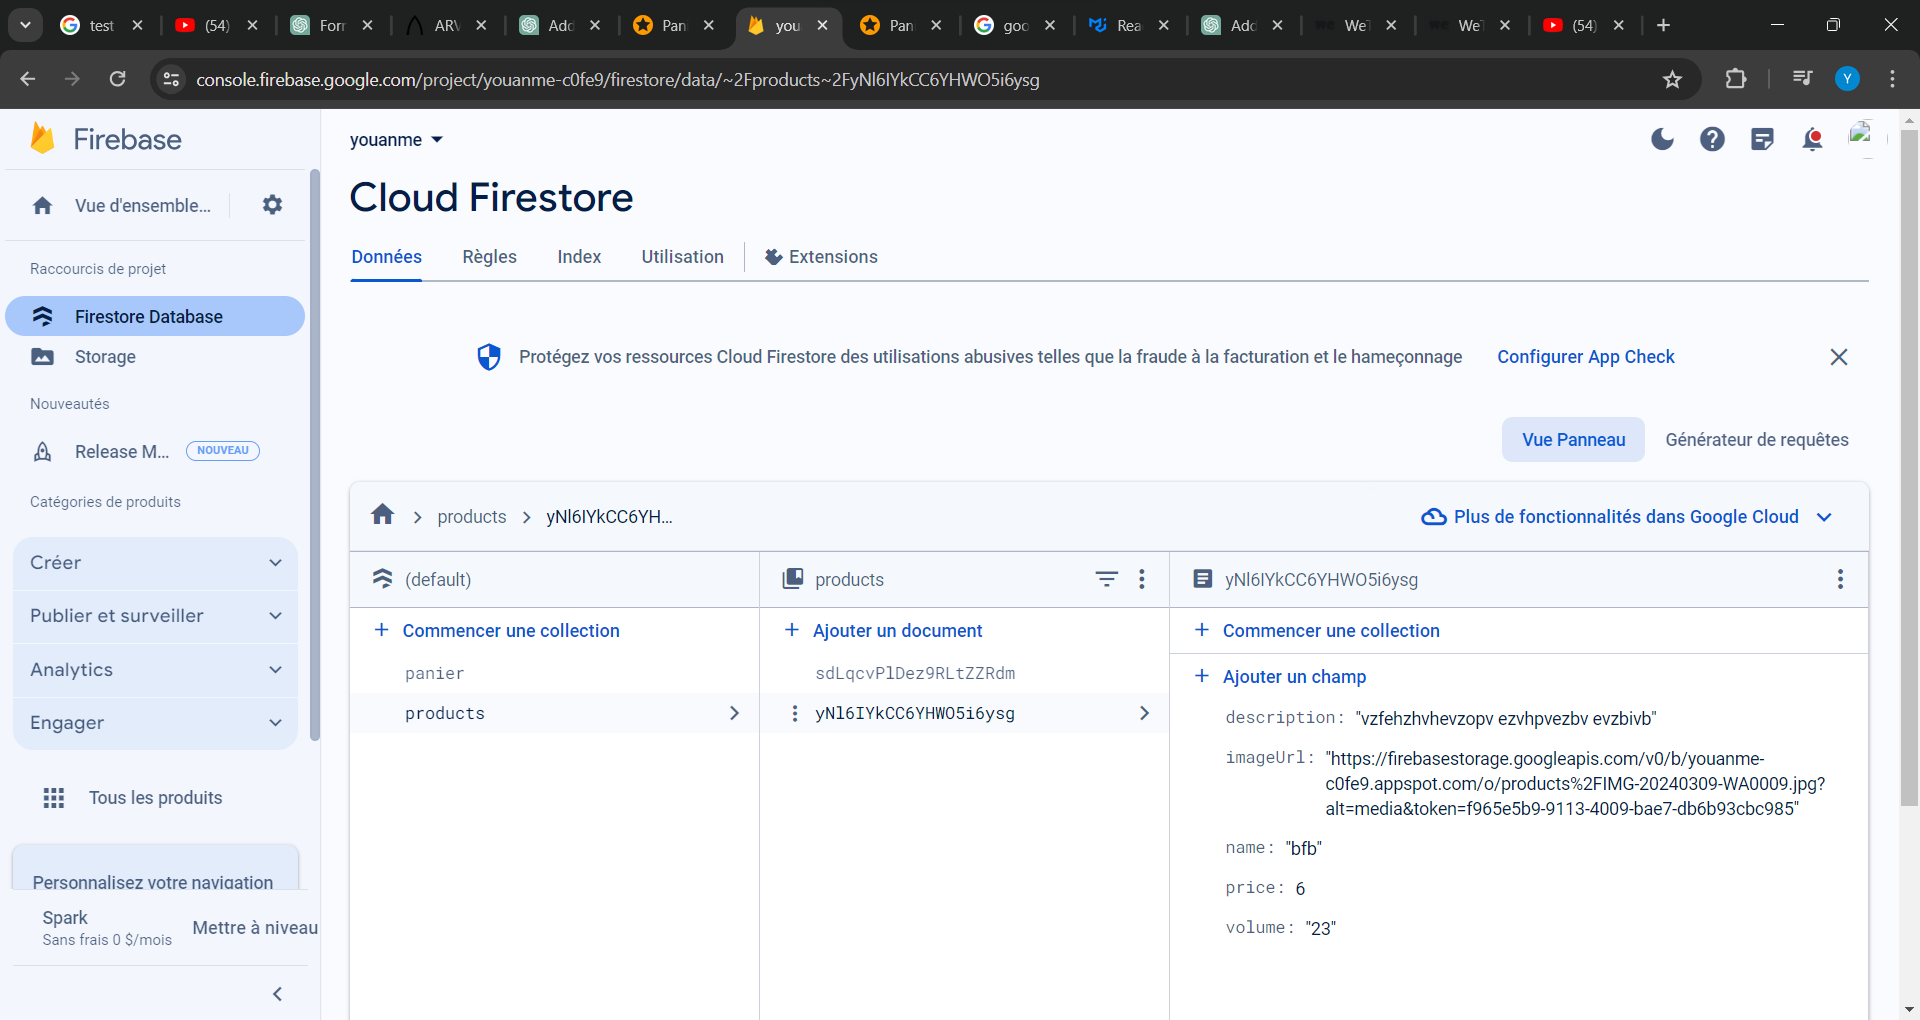 test
(54)
Forr
ARV
Add
Pan
you
Pan
goo
Rea
Add
WeT
WeT
(54)
console.firebase.google.com/project/youanme-c0fe9/firestore/data/~2Fproducts~2FyNl6IYkCC6YHWO5i6ysg
Y
Firebase
youanme
Cloud Firestore
Vue d'ensemble...
Données
Règles
Index
Utilisation
Extensions
Raccourcis de projet
Firestore Database
Storage
Protégez vos ressources Cloud Firestore des utilisations abusives telles que la fraude à la facturation et le hameçonnage
Configurer App Check
Nouveautés
Release M...
NOUVEAU
Vue Panneau
Générateur de requêtes
Catégories de produits
Créer
Publier et surveiller
Analytics
Engager
Tous les produits
Personnalisez votre navigation
Spark
Sans frais 0 $/mois
Mettre à niveau
products
yNl6IYkCC6YH...
Plus de fonctionnalités dans Google Cloud
(default)
Commencer une collection
panier
products
products
Ajouter un document
sdLqcvPlDez9RLtZZRdm
yNl6IYkCC6YHWO5i6ysg
yNl6IYkCC6YHWO5i6ysg
Commencer une collection
Ajouter un champ
description: "vzfehzhvhevzopv ezvhpvezbv evzbivb"
imageUrl: "https://firebasestorage.googleapis.com/v0/b/youanme-
c0fe9.appspot.com/o/products%2FIMG-20240309-WA0009.jpg?
alt=media&token=f965e5b9-9113-4009-bae7-db6b93cbc985"
name: "bfb"
price: 6
volume: "23"